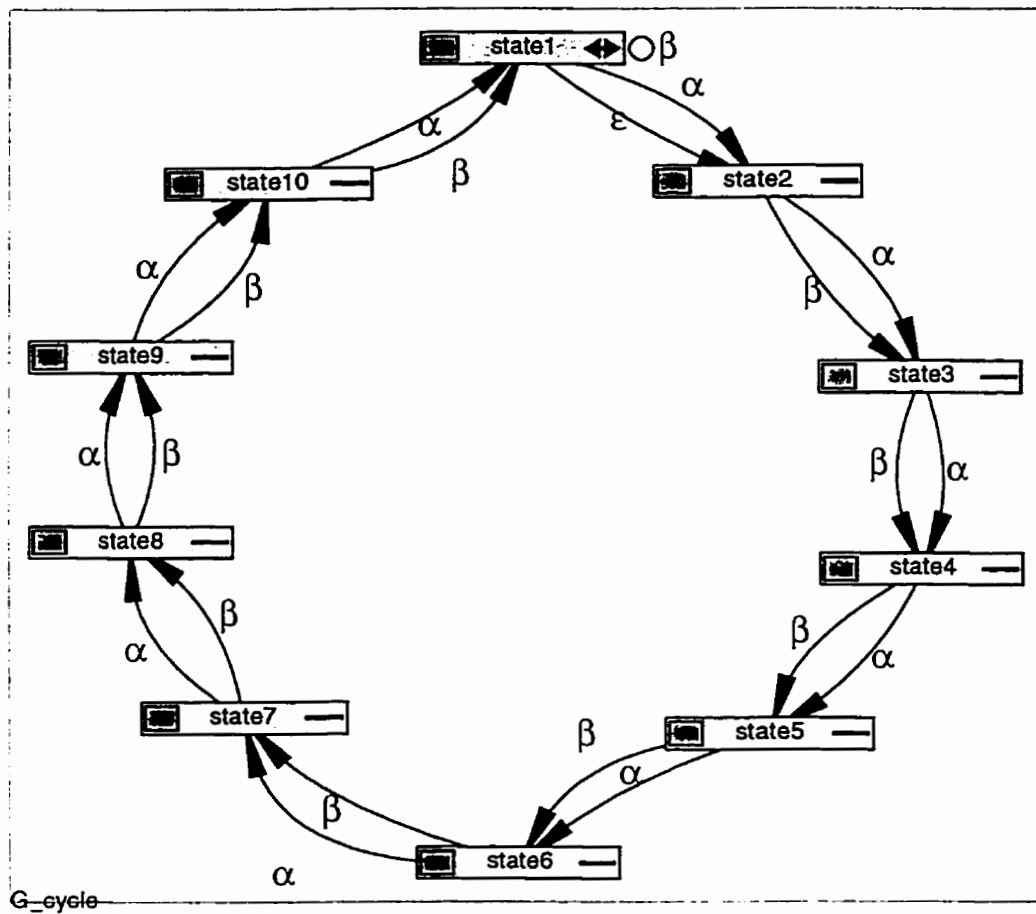 state1
β
α
ε
α
β
state10
state2
α
β
α
β
state9
state3
α
β
β
α
state8
state4
β
α
β
α
state7
state5
β
α
β
state6
α
G_cycle